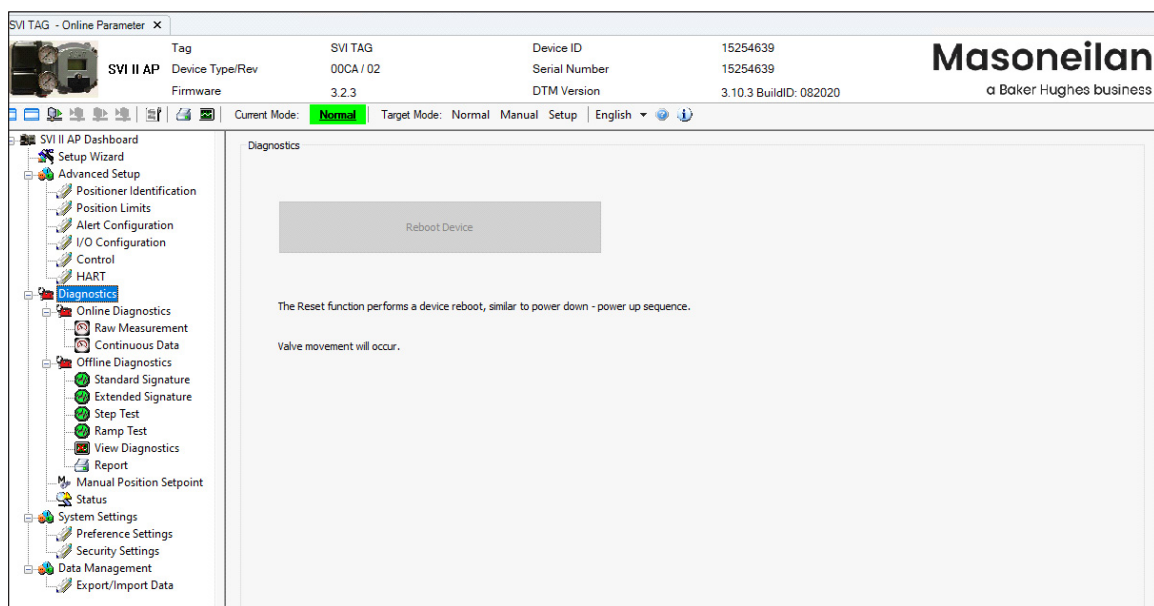 SVI TAG - Online Parameter X
SVI II AP
Tag SVI TAG Device ID 15254639
Device Type/Rev 00CA / 02 Serial Number 15254639
Firmware 3.2.3 DTM Version 3.10.3 BuildID: 082020
Masoneilan
a Baker Hughes business
Current Mode: Normal Target Mode: Normal Manual Setup English
SVI II AP Dashboard
Setup Wizard
Advanced Setup
Positioner Identification
Position Limits
Alert Configuration
I/O Configuration
Control
HART
Diagnostics
Online Diagnostics
Raw Measurement
Continuous Data
Offline Diagnostics
Standard Signature
Extended Signature
Step Test
Ramp Test
View Diagnostics
Report
Manual Position Setpoint
Status
System Settings
Preference Settings
Security Settings
Data Management
Export/Import Data
Diagnostics
Reboot Device
The Reset function performs a device reboot, similar to power down - power up sequence.
Valve movement will occur.